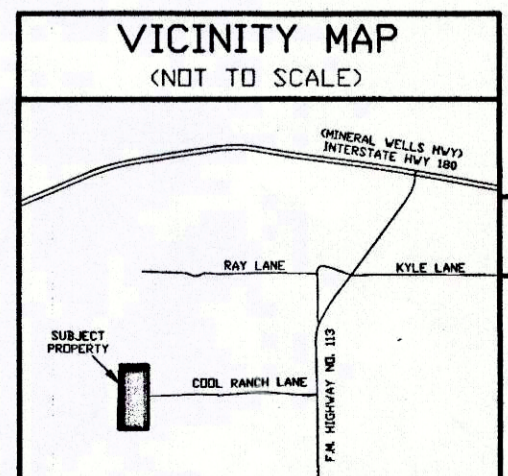 VICINITY MAP
(NOT TO SCALE)
(MINERAL WELLS HWY)
INTERSTATE HWY 180
RAY LANE
KYLE LANE
SUBJECT
PROPERTY
COOL RANCH LANE
F.M. HIGHWAY NO. 113